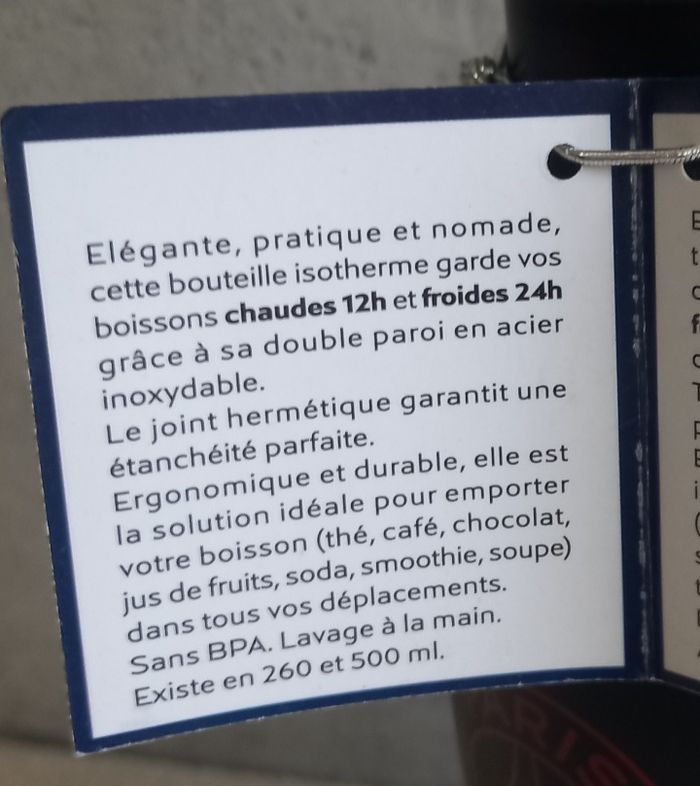 Elégante, pratique et nomade,
cette bouteille isotherme garde vos
boissons chaudes 12h et froides 24h
grâce à sa double paroi en acier
inoxydable.
Le joint hermétique garantit une
étanchéité parfaite.
Ergonomique et durable, elle est
la solution idéale pour emporter
votre boisson (thé, café, chocolat,
jus de fruits, soda, smoothie, soupe)
dans tous vos déplacements.
Sans BPA. Lavage à la main.
Existe en 260 et 500 ml.